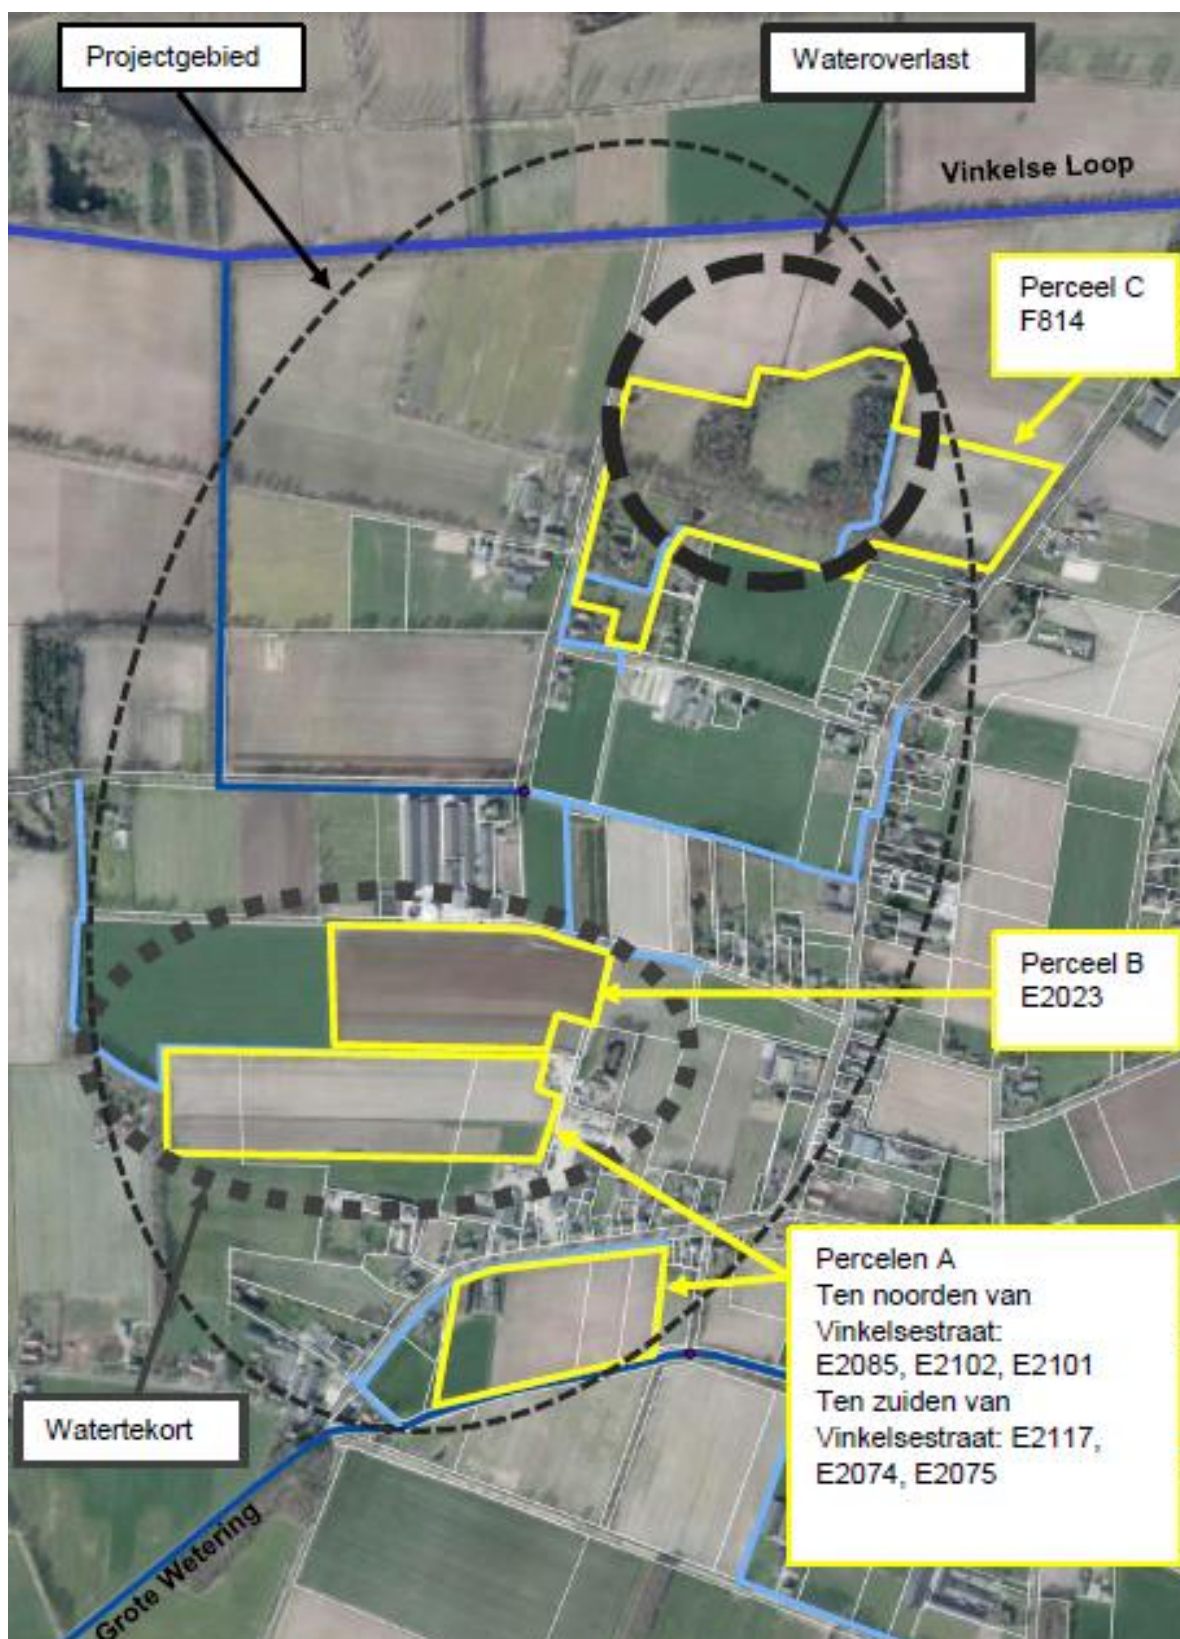 Projectgebied
Wateroverlast
Vinkelse Loop
Perceel C
F814
Perceel B
E2023
Percelen A
Ten noorden van
Vinkelsestraat:
E2085, E2102, E2101
Ten zuiden van
Vinkelsestraat: E2117,
E2074, E2075
Watertekort
Grote Wetering